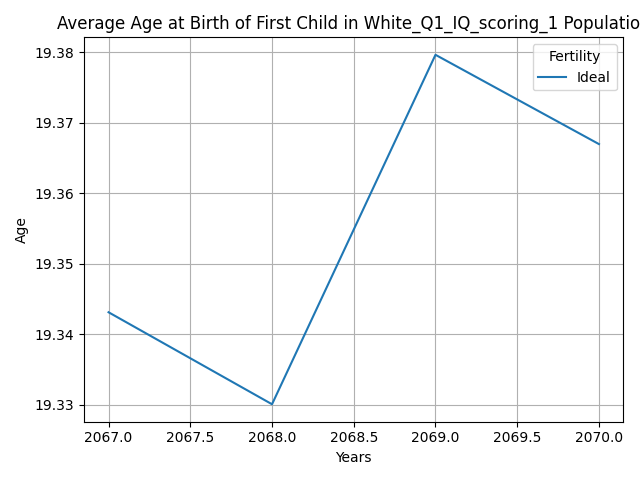 Average Age at Birth of First Child in White_Q1_IQ_scoring_1 Populatio
Fertility
Ideal
19.38
19.37
19.36
19.35
19.34
19.33
Age
2067.0 2067.5 2068.0 2068.5 2069.0 2069.5 2070.0
Years